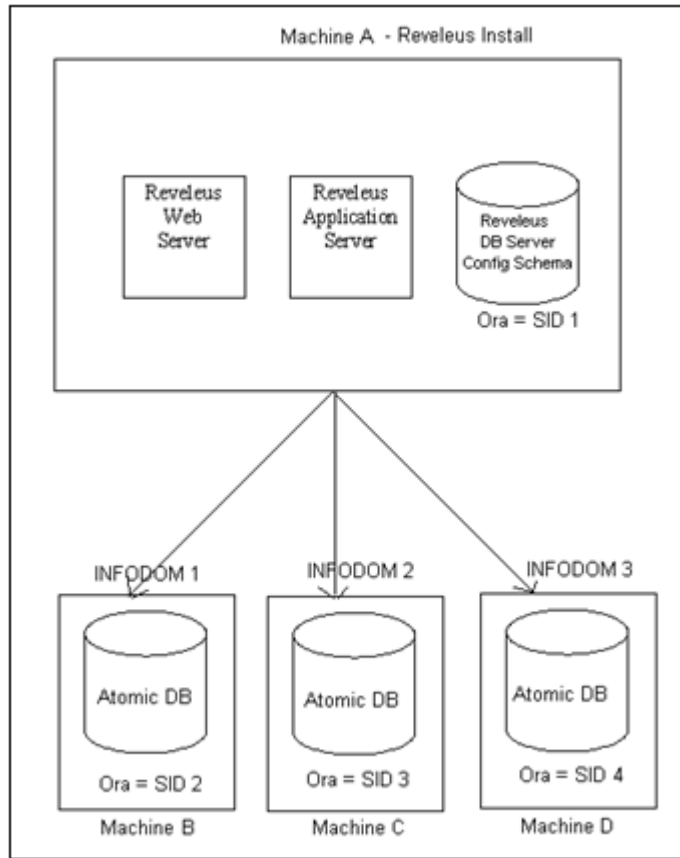 Machine A - Reveleus Install
Reveleus
Web
Server
Reveleus
Application
Server
Reveleus
DB Server
Config Schema
Ora = SID 1
INFODOM 1
INFODOM 2
INFODOM 3
Atomic DB
Atomic DB
Atomic DB
Ora = SID 2
Ora = SID 3
Ora = SID 4
Machine B
Machine C
Machine D